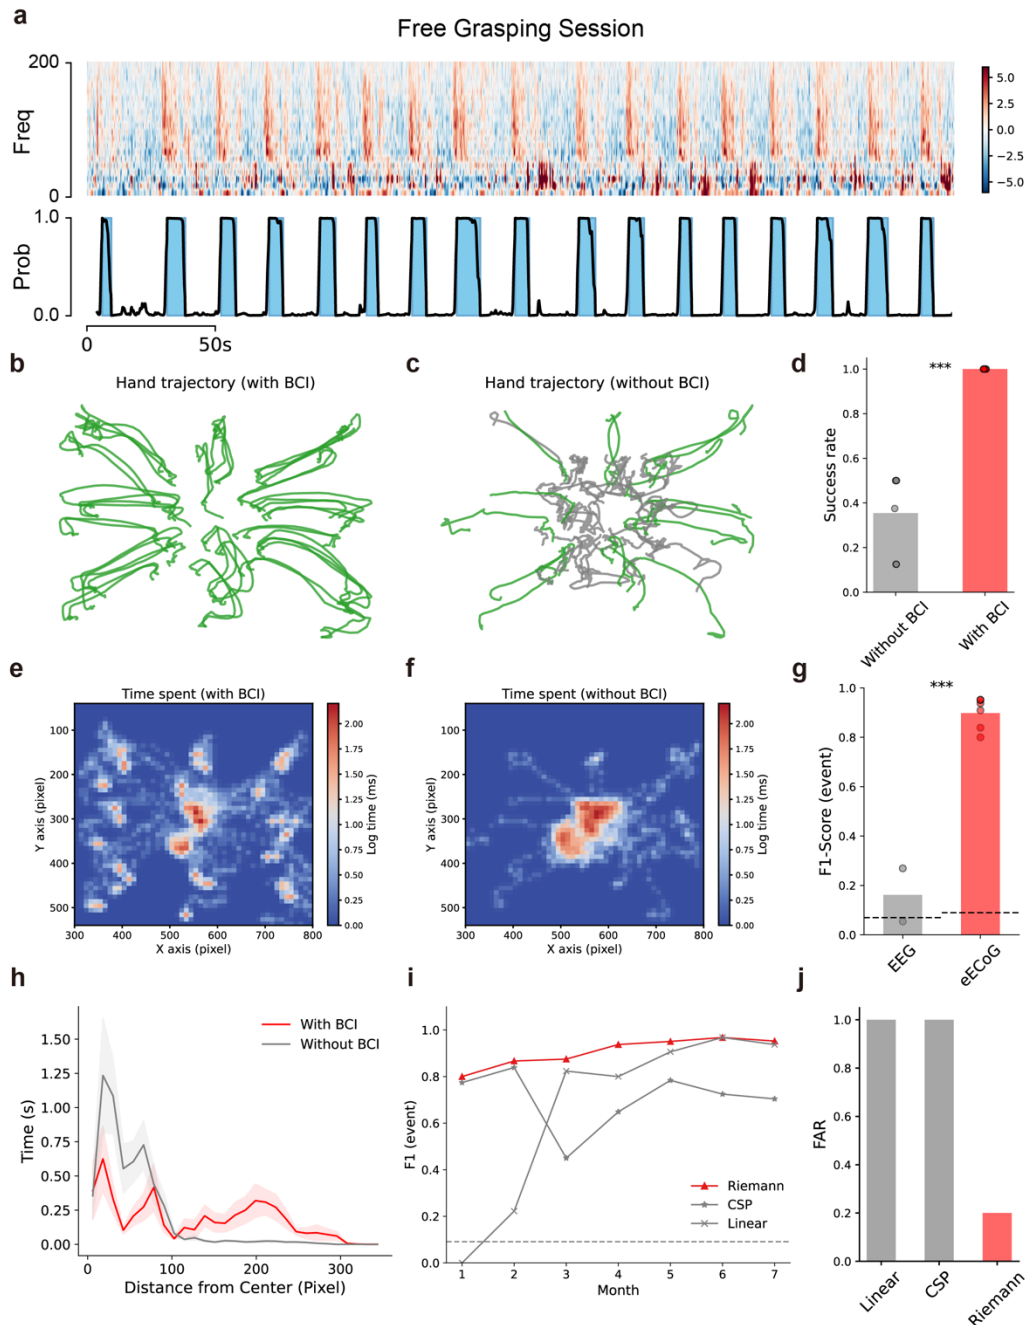 a
Free Grasping Session
200
Freq
0
5.0
2.5
0.0
−2.5
−5.0
1.0
Prob
0.0
0 50s
b
Hand trajectory (with BCI)
c
Hand trajectory (without BCI)
d
***
1.0
0.8
0.6
0.4
0.2
0.0
Success rate
Without BCI
With BCI
e
Time spent (with BCI)
100
200
300
400
500
Y axis (pixel)
300 400 500 600 700 800
X axis (pixel)
2.00
1.75
1.50
1.25
1.00
0.75
0.50
0.25
0.00
Log time (ms)
f
Time spent (without BCI)
100
200
300
400
500
Y axis (pixel)
300 400 500 600 700 800
X axis (pixel)
2.00
1.75
1.50
1.25
1.00
0.75
0.50
0.25
0.00
Log time (ms)
g
***
1.0
0.8
0.6
0.4
0.2
0.0
F1-Score (event)
EEG
eECoG
h
With BCI
Without BCI
1.50
1.25
1.00
0.75
0.50
0.25
0.00
Time (s)
0 100 200 300
Distance from Center (Pixel)
i
1.0
0.8
0.6
0.4
0.2
0.0
F1 (event)
Riemann
CSP
Linear
1 2 3 4 5 6 7
Month
j
1.0
0.8
0.6
0.4
0.2
0.0
FAR
Linear
CSP
Riemann